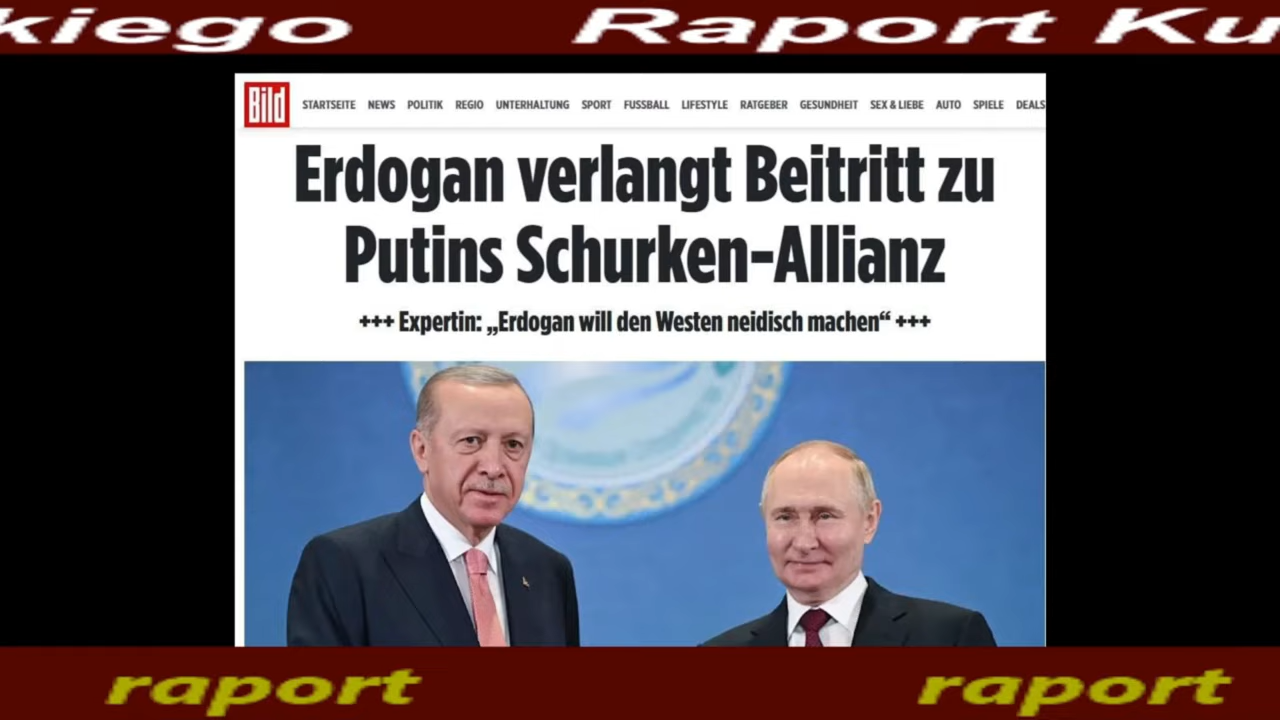 kiego Raport Ku
Bild STARTSEITE NEWS POLITIK REGIO UNTERHALTUNG SPORT FUSSBALL LIFESTYLE RATGEBER GESUNDHEIT SEX & LIEBE AUTO SPIELE DEALS
Erdogan verlangt Beitritt zu
Putins Schurken-Allianz
+++ Expertin: „Erdogan will den Westen neidisch machen“ +++
raport raport